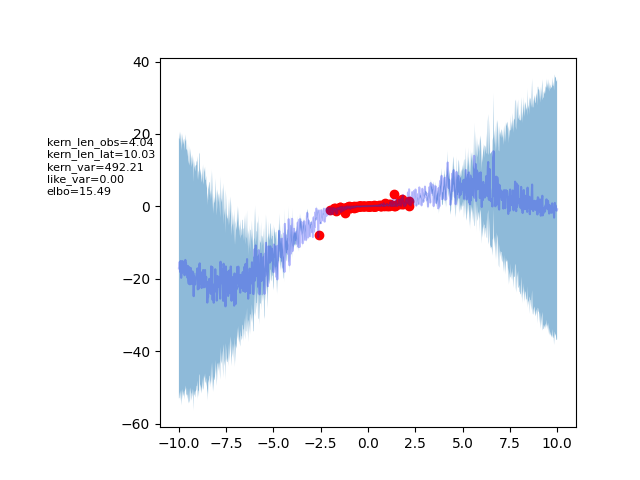 40
20
0
−20
−40
−60
kern_len_obs=4.04
kern_len_lat=10.03
kern_var=492.21
like_var=0.00
elbo=15.49
−10.0 −7.5 −5.0 −2.5 0.0 2.5 5.0 7.5 10.0